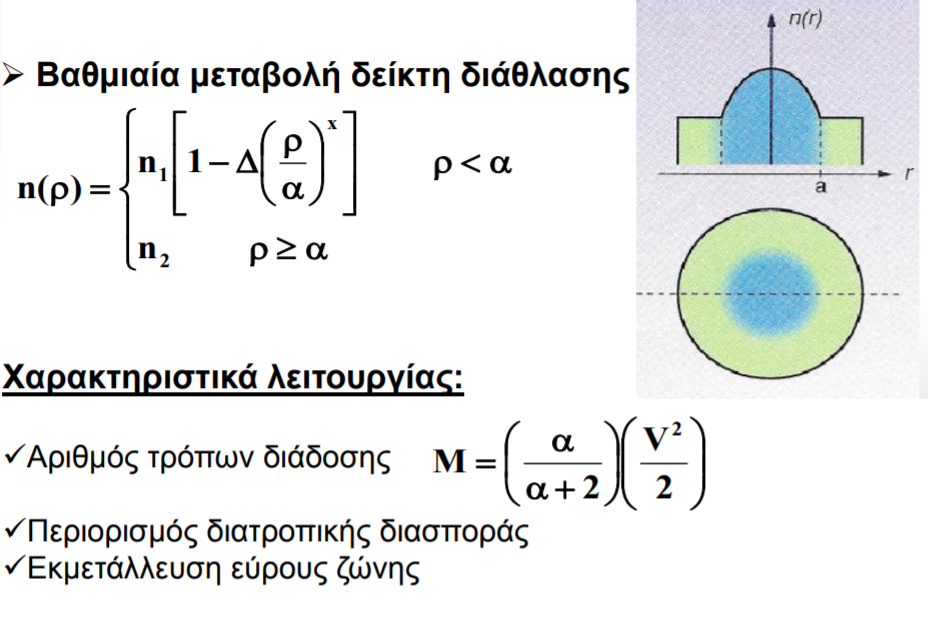 ➢ Βαθμιαία μεταβολή δείκτη διάθλασης
n(ρ) = { n₁[1 − Δ(ρ/α)ˣ] ρ < α
n₂ ρ ≥ α
n(r)
r
a
Χαρακτηριστικά λειτουργίας:
✓Αριθμός τρόπων διάδοσης M = (α/(α + 2))(V²/2)
✓Περιορισμός διατροπικής διασποράς
✓Εκμετάλλευση εύρους ζώνης